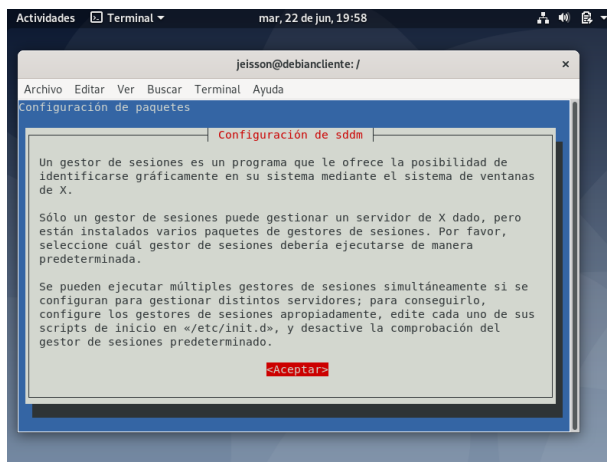 Actividades Terminal mar, 22 de jun, 19:58
jeisson@debiancliente: /
Archivo Editar Ver Buscar Terminal Ayuda
Configuración de paquetes
Configuración de sddm
Un gestor de sesiones es un programa que le ofrece la posibilidad de
identificarse gráficamente en su sistema mediante el sistema de ventanas
de X.
Sólo un gestor de sesiones puede gestionar un servidor de X dado, pero
están instalados varios paquetes de gestores de sesiones. Por favor,
seleccione cuál gestor de sesiones debería ejecutarse de manera
predeterminada.
Se pueden ejecutar múltiples gestores de sesiones simultáneamente si se
configuran para gestionar distintos servidores; para conseguirlo,
configure los gestores de sesiones apropiadamente, edite cada uno de sus
scripts de inicio en «/etc/init.d», y desactive la comprobación del
gestor de sesiones predeterminado.
<Aceptar>